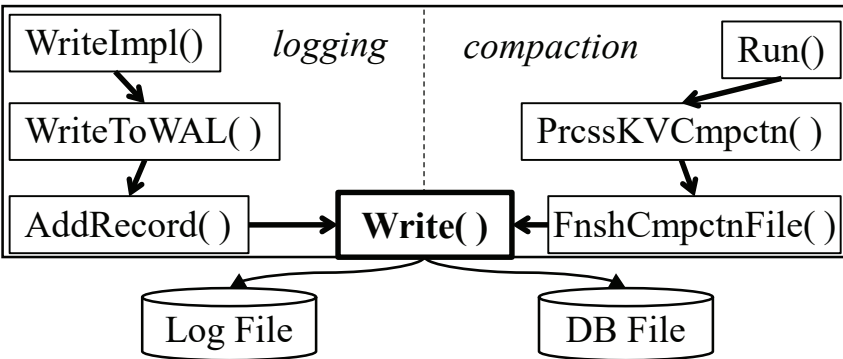 WriteImpl()
logging
compaction
Run()
WriteToWAL( )
PrcssKVCmpctn( )
AddRecord( )
Write( )
FnshCmpctnFile( )
Log File
DB File